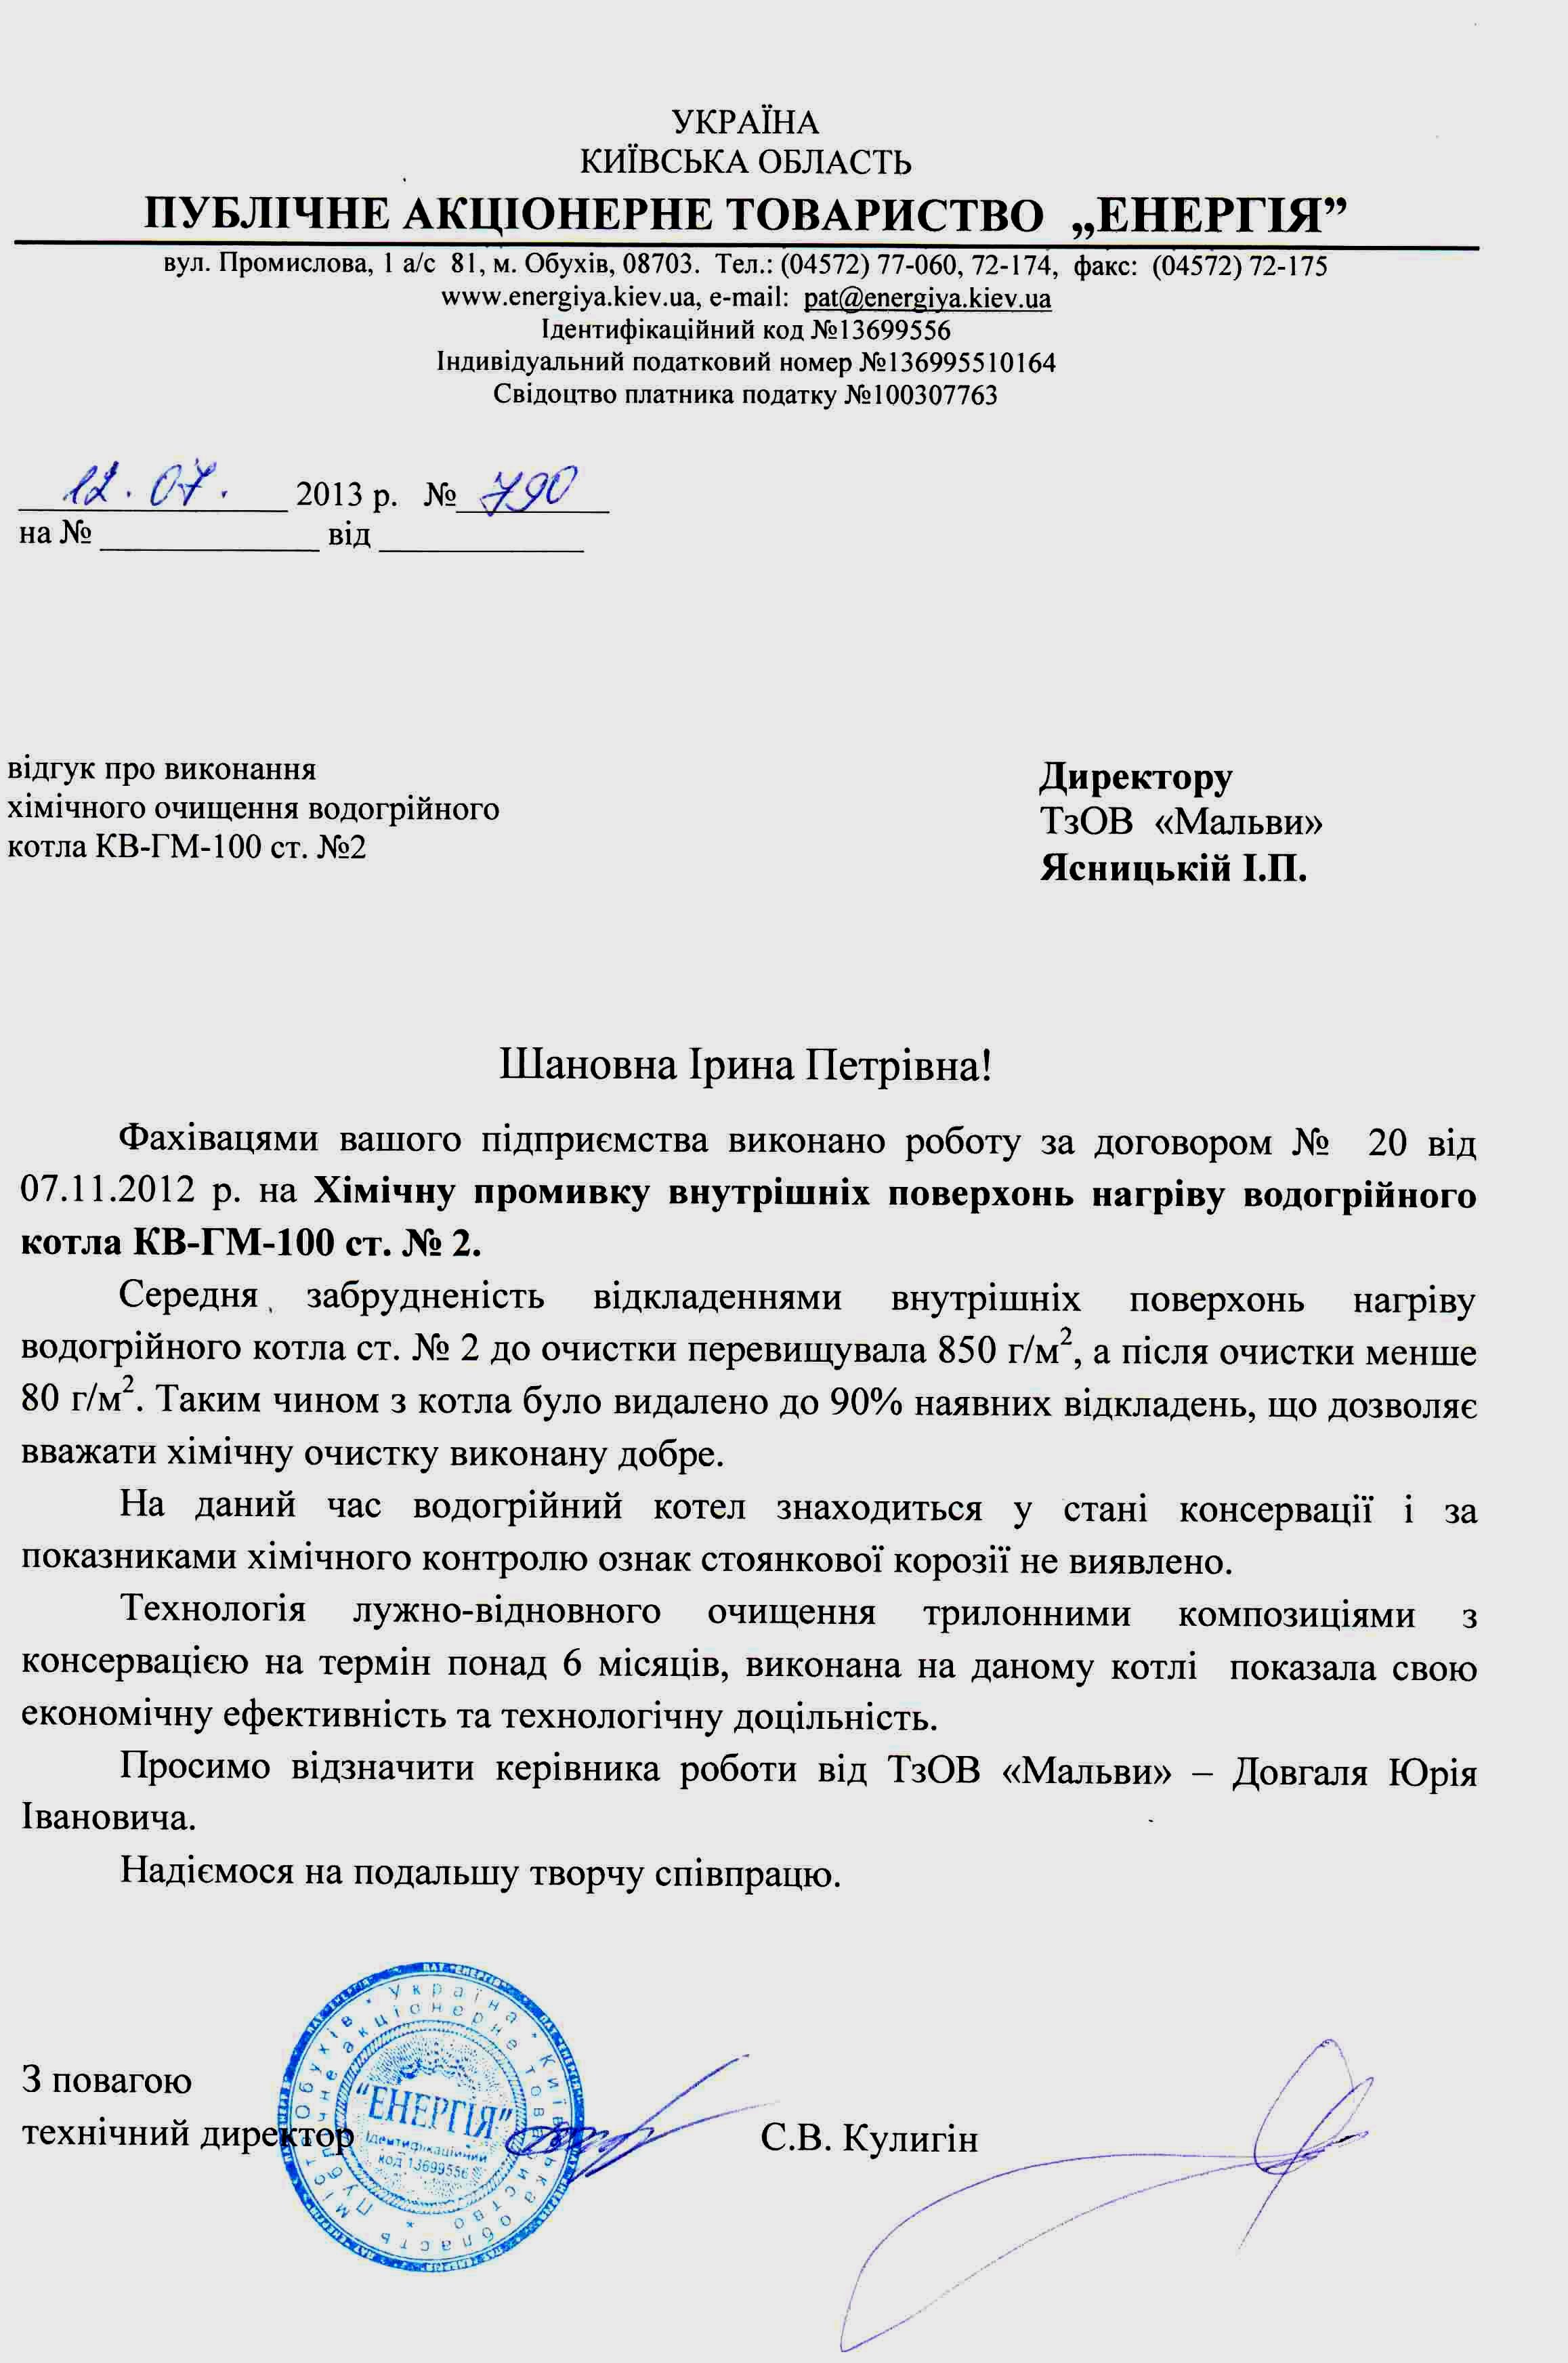 УКРАЇНА
КИЇВСЬКА ОБЛАСТЬ
ПУБЛІЧНЕ АКЦІОНЕРНЕ ТОВАРИСТВО „ЕНЕРГІЯ”
вул. Промислова, 1 а/с 81, м. Обухів, 08703. Тел.: (04572) 77-060, 72-174, факс: (04572) 72-175
www.energiya.kiev.ua, e-mail: pat@energiya.kiev.ua
Ідентифікаційний код №13699556
Індивідуальний податковий номер №136995510164
Свідоцтво платника податку №100307763
12.07. 2013 р. № 790
на № ____________ від ____________
відгук про виконання
хімічного очищення водогрійного
котла КВ-ГМ-100 ст. №2
Директору
ТзОВ «Мальви»
Ясницькій І.П.
Шановна Ірина Петрівна!
Фахівацями вашого підприємства виконано роботу за договором № 20 від
07.11.2012 р. на Хімічну промивку внутрішніх поверхонь нагріву водогрійного
котла КВ-ГМ-100 ст. № 2.
Середня забрудненість відкладеннями внутрішніх поверхонь нагріву
водогрійного котла ст. № 2 до очистки перевищувала 850 г/м², а після очистки менше
80 г/м². Таким чином з котла було видалено до 90% наявних відкладень, що дозволяє
вважати хімічну очистку виконану добре.
На даний час водогрійний котел знаходиться у стані консервації і за
показниками хімічного контролю ознак стоянкової корозії не виявлено.
Технологія лужно-відновного очищення трилонними композиціями з
консервацією на термін понад 6 місяців, виконана на даному котлі показала свою
економічну ефективність та технологічну доцільність.
Просимо відзначити керівника роботи від ТзОВ «Мальви» – Довгаля Юрія
Івановича.
Надіємося на подальшу творчу співпрацю.
З повагою
технічний директор
С.В. Кулигін
Україна * Київська область * місто Обухів *
Публічне акціонерне товариство *
"ЕНЕРГІЯ"
Ідентифікаційний
код 13699556